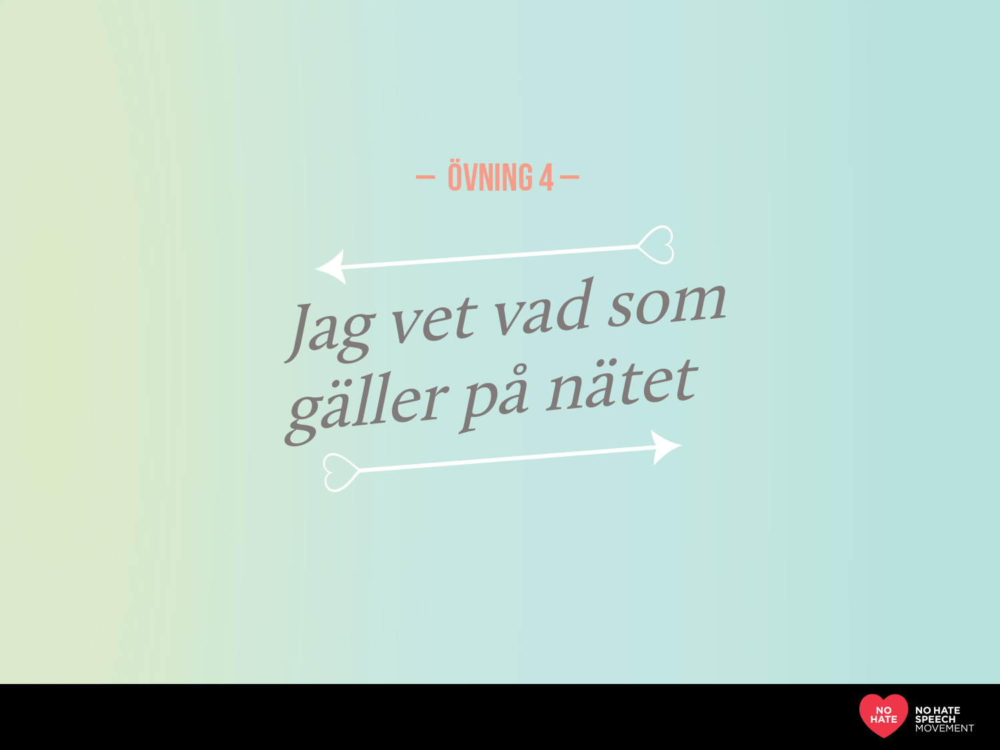 – ÖVNING 4 –
Jag vet vad som
gäller på nätet
NO
HATE
NO HATE
SPEECH
MOVEMENT